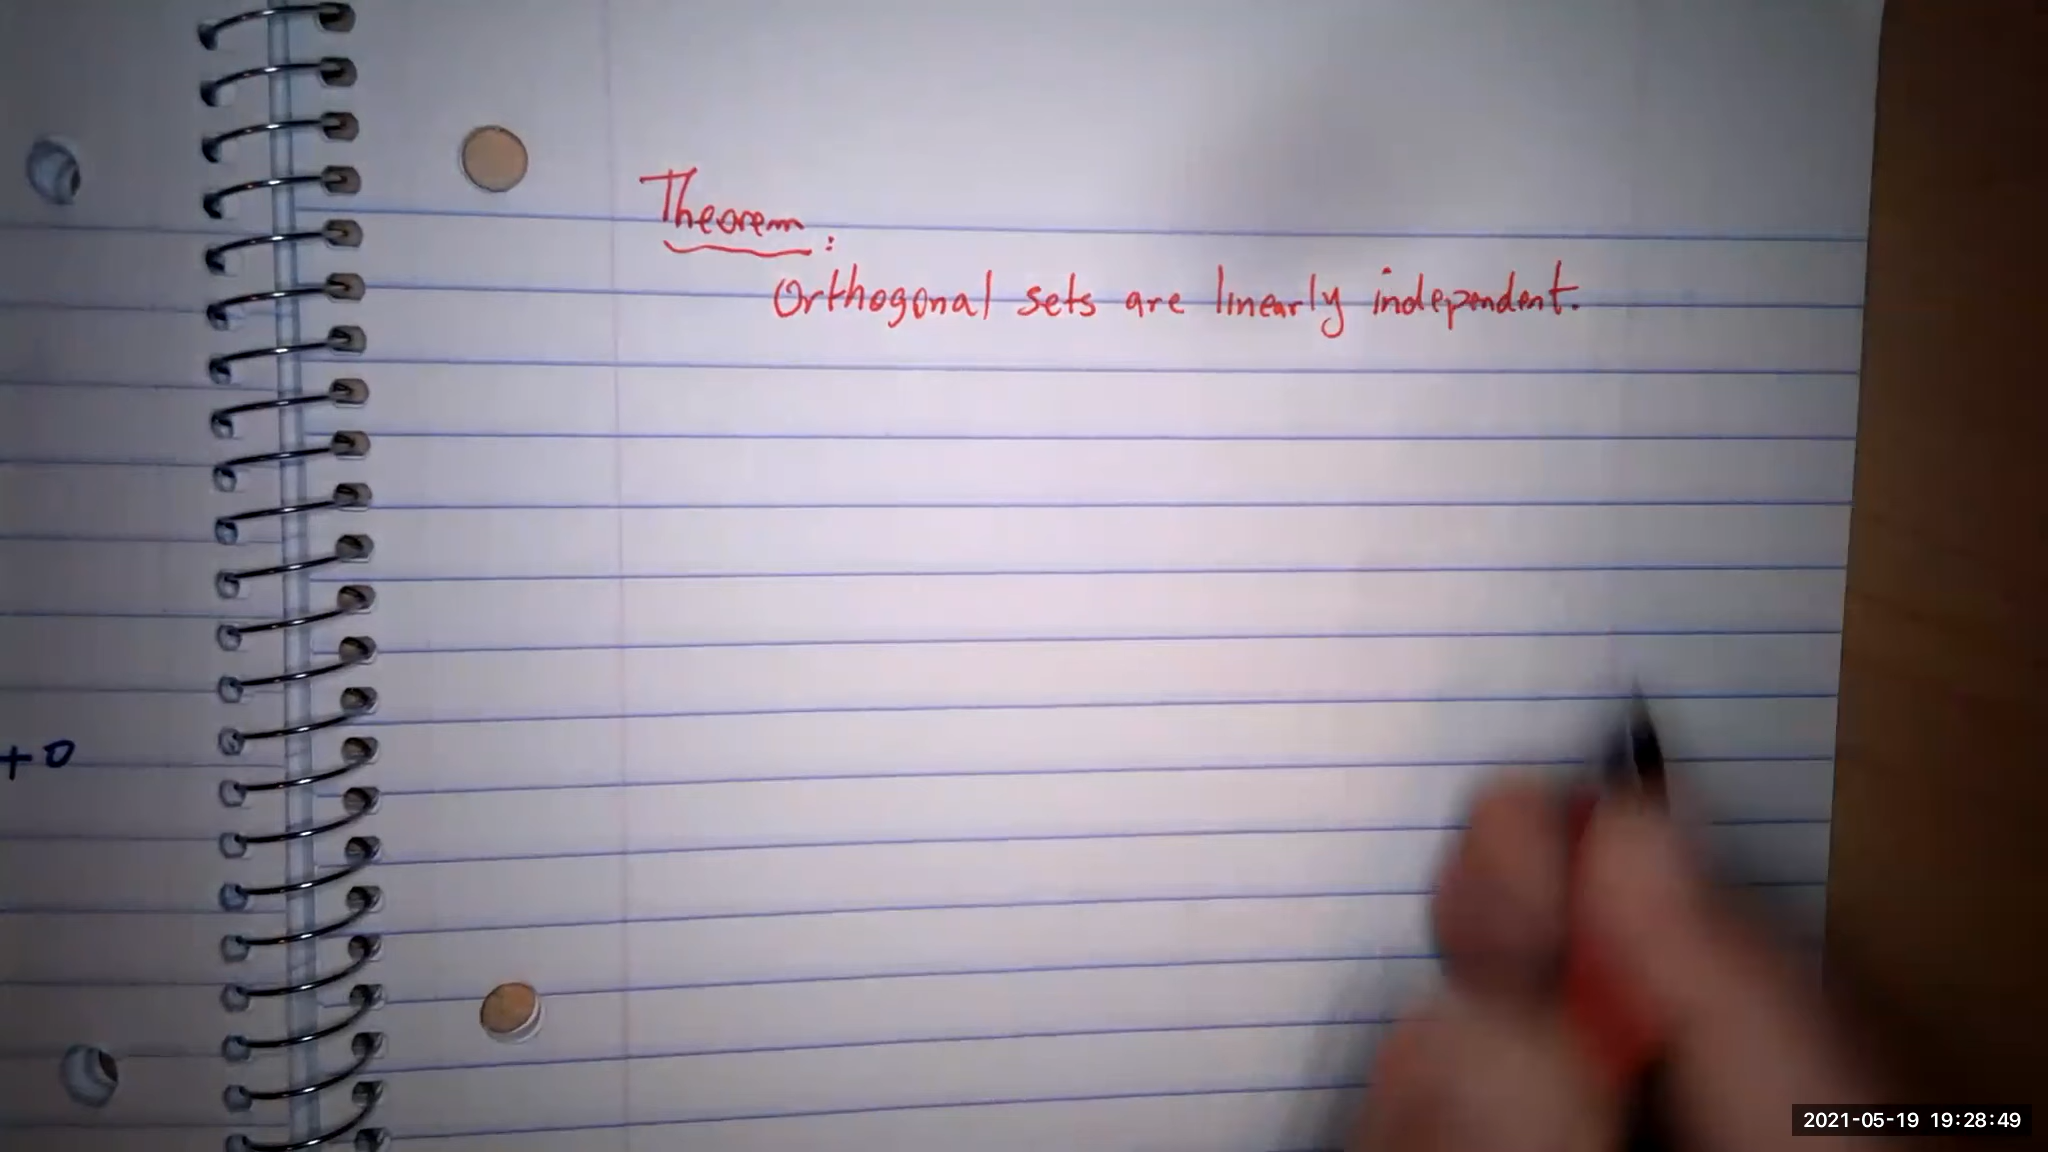 Theorem:
Orthogonal sets are linearly independent.
+0
2021-05-19 19:28:49